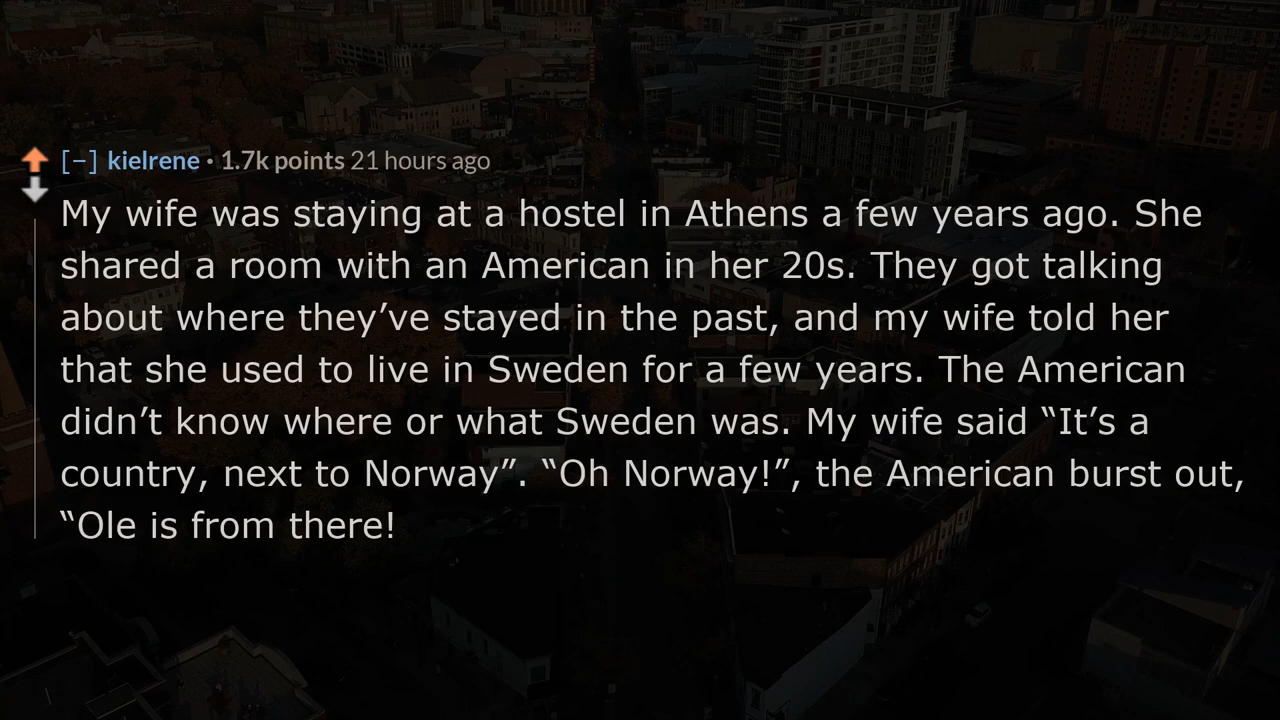 [−] kielrene • 1.7k points 21 hours ago
My wife was staying at a hostel in Athens a few years ago. She
shared a room with an American in her 20s. They got talking
about where they’ve stayed in the past, and my wife told her
that she used to live in Sweden for a few years. The American
didn’t know where or what Sweden was. My wife said “It’s a
country, next to Norway”. “Oh Norway!”, the American burst out,
“Ole is from there!